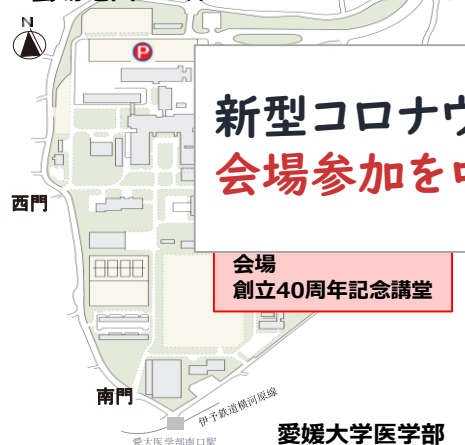 N
P
新型コロナウ
会場参加を
西門
会場
創立40周年記念講堂
南門
伊予鉄道横河原線
愛大医学部南口駅
愛媛大学医学部